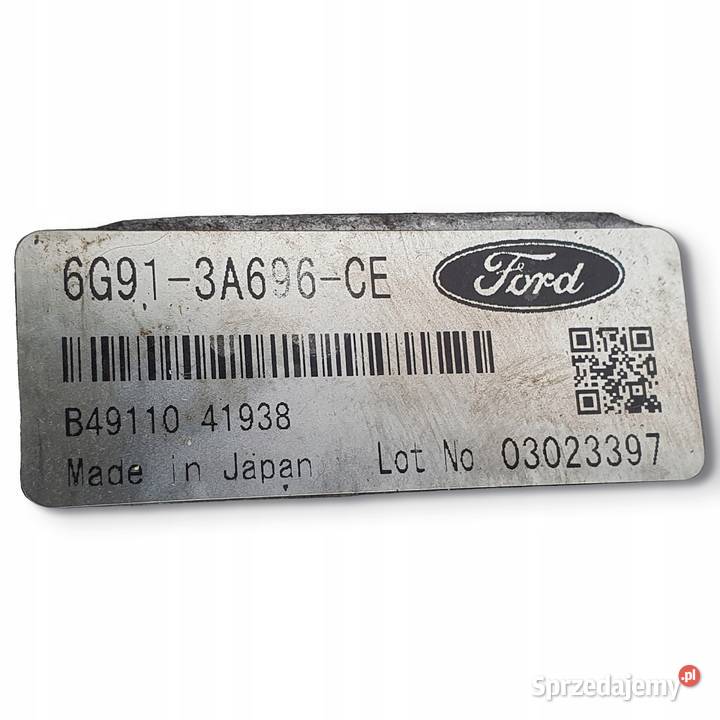 6G91-3A696-CE
Ford
B49110 41938
Made in Japan Lot No 03023397
Sprzedajemy.pl